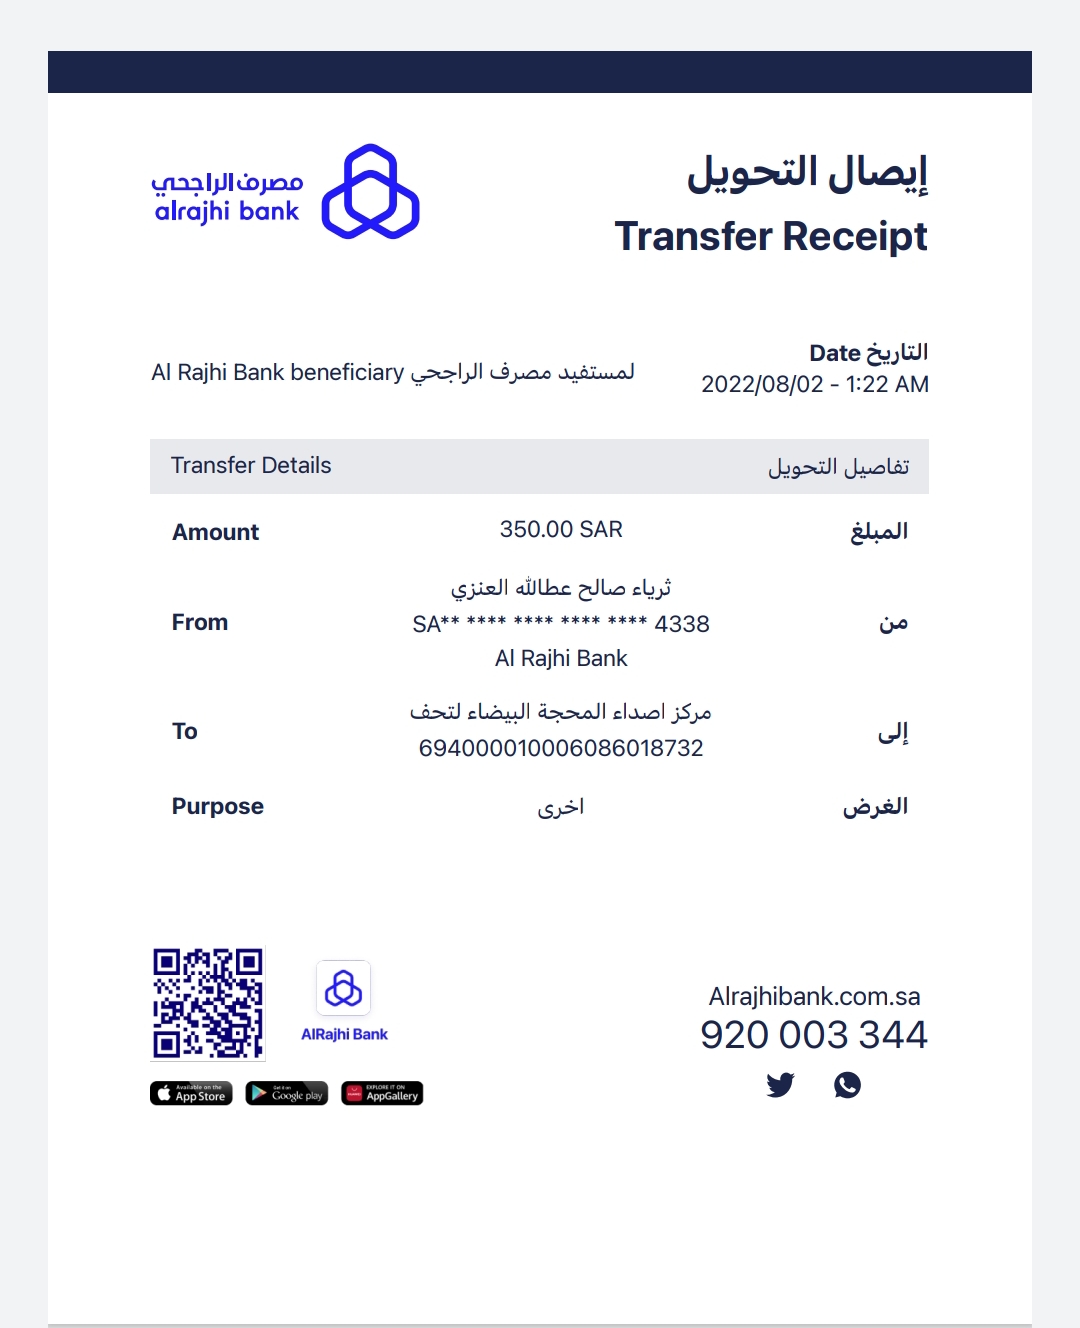 مصرف الراجحي
alrajhi bank
إيصال التحويل
Transfer Receipt
التاريخ Date
2022/08/02 - 1:22 AM
Al Rajhi Bank beneficiary لمستفيد مصرف الراجحي
Transfer Details تفاصيل التحويل
Amount 350.00 SAR المبلغ
ثرياء صالح عطاالله العنزي
From SA** **** **** **** **** 4338 من
Al Rajhi Bank
مركز اصداء المحجة البيضاء لتحف
To 694000010006086018732 إلى
Purpose اخرى الغرض
AlRajhi Bank
Available on the App Store
Get it on Google play
EXPLORE IT ON AppGallery
Alrajhibank.com.sa
920 003 344